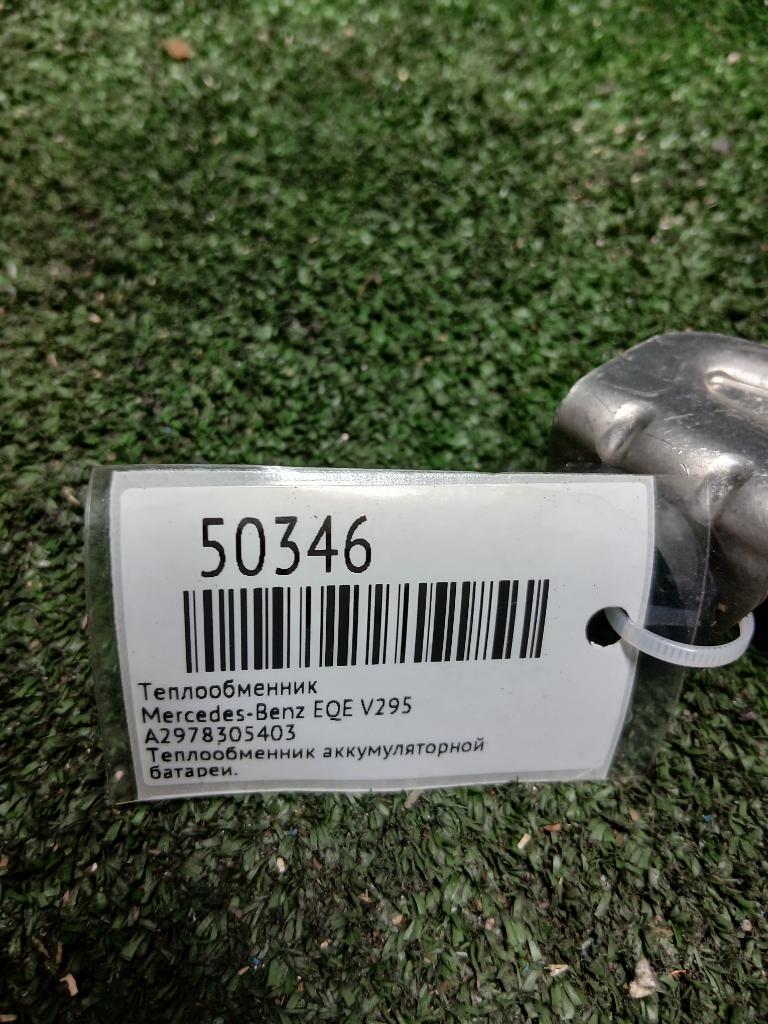 50346
Теплообменник
Mercedes-Benz EQE V295
A2978305403
Теплообменник аккумуляторной
батареи.